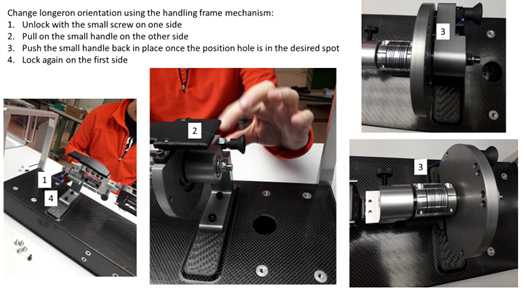 Change longeron orientation using the handling frame mechanism:
1. Unlock with the small screw on one side
2. Pull on the small handle on the other side
3. Push the small handle back in place once the position hole is in the desired spot
4. Lock again on the first side
3
2
1
4
3